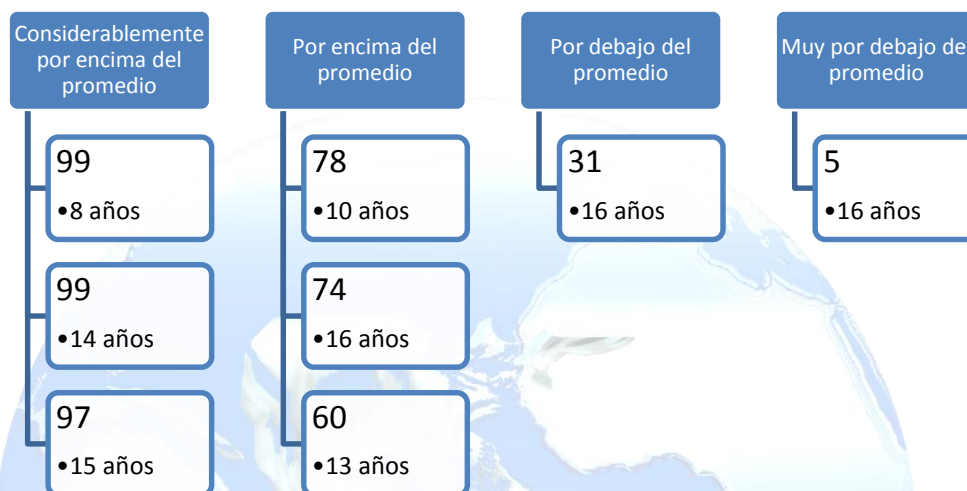 Considerablemente
por encima del
promedio
99
•8 años
99
•14 años
97
•15 años
Por encima del
promedio
78
•10 años
74
•16 años
60
•13 años
Por debajo del
promedio
31
•16 años
Muy por debajo de
promedio
5
•16 años